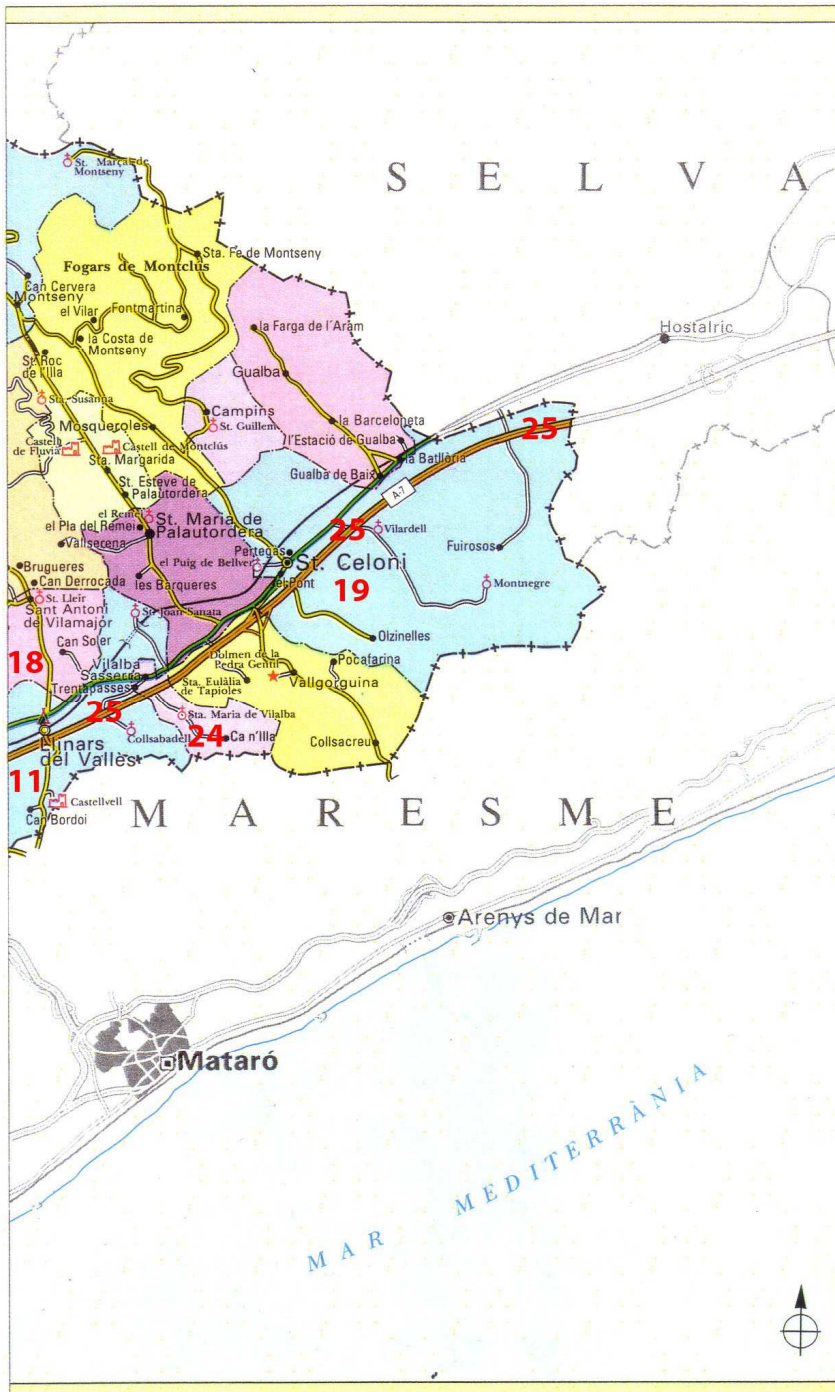 St. Marçal de
Montseny
S E L V A
Sta. Fe de Montseny
Fogars de Montclús
Can Cervera
Montseny
el Vilar
Fontmartina
la Costa de
Montseny
la Farga de l'Aram
Hostalric
St. Roc
de l'Illa
Gualba
Sta. Susanna
Campins
St. Guillem
la Barceloneta
25
Mosqueroles
l'Estació de Gualba
Castell
de Fluvià
Castell de Montclús
Sta. Margarida
la Batllòria
Gualba de Baix
St. Esteve de
Palautordera
A-7
el Remei
St. Maria de
Palautordera
el Pla del Remei
25
Vilardell
Vallserena
Pertegàs
Fuirosos
el Puig de Bellver
St. Celoni
Brugueres
Can Derrocada
les Barqueres
el Pont
19
Montnegre
St. Lleir
Sant Antoni
de Vilamajor
St. Joan Sanata
Can Soler
Olzinelles
18
Vilalba
Sasserra
Dolmen de la
Pedra Gentil
Pocafarina
Trentapasses
Sta. Eulàlia
de Tapioles
Vallgorguina
25
Sta. Maria de Vilalba
Llinars
del Vallès
Collsabadell
24
Ca n'Illa
Collsacreu
11
Castellvell
Can Bordoi
M A R E S M E
Arenys de Mar
Mataró
MAR MEDITERRÀNIA